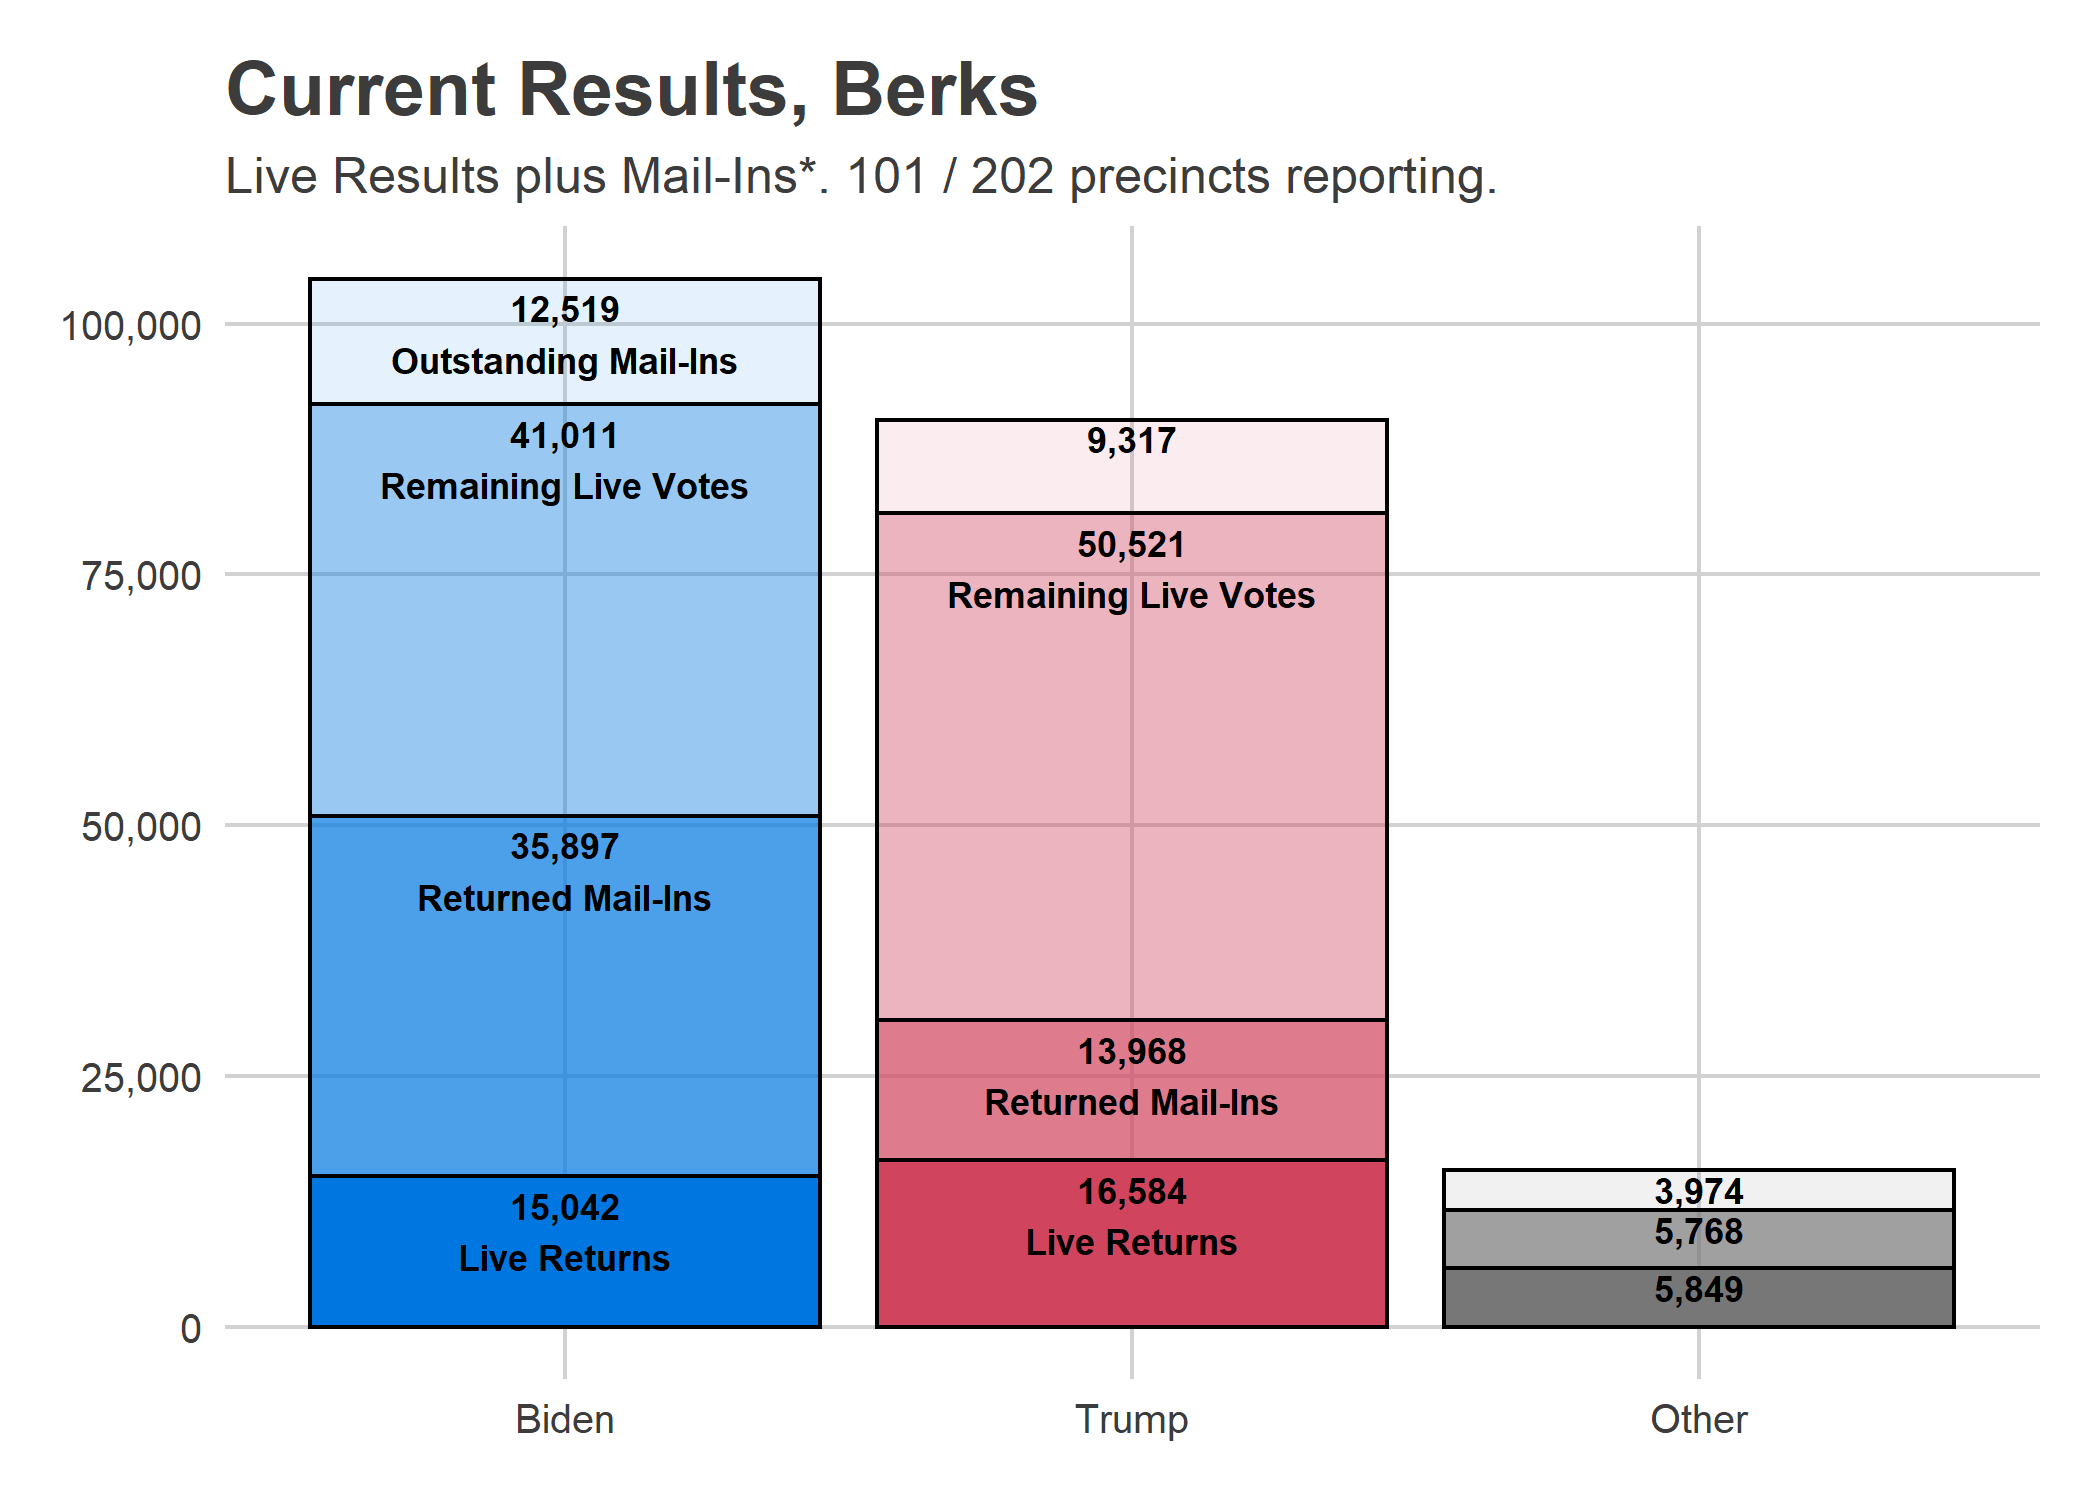 Current Results, Berks
Live Results plus Mail-Ins*. 101 / 202 precincts reporting.
100,000
75,000
50,000
25,000
0
12,519
Outstanding Mail-Ins
41,011
Remaining Live Votes
35,897
Returned Mail-Ins
15,042
Live Returns
9,317
50,521
Remaining Live Votes
13,968
Returned Mail-Ins
16,584
Live Returns
3,974
5,768
5,849
Biden
Trump
Other